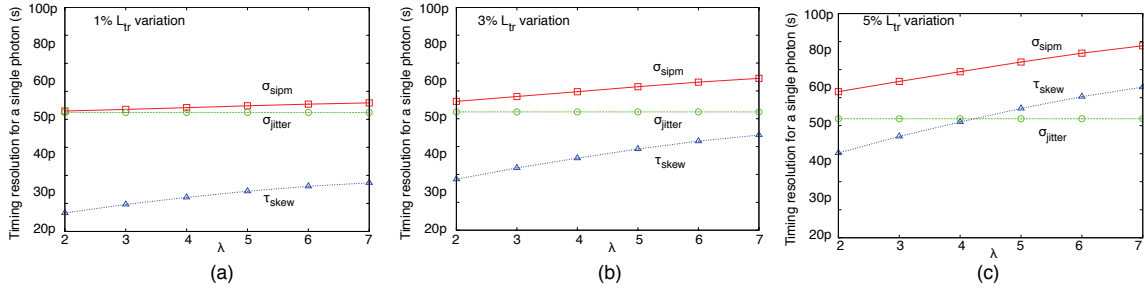 Timing resolution for a single photon (s)
100p
80p
60p
50p
40p
30p
20p
1% Ltr variation
σsipm
σjitter
τskew
2 3 4 5 6 7
λ
(a)
Timing resolution for a single photon (s)
100p
80p
60p
50p
40p
30p
20p
3% Ltr variation
σsipm
σjitter
τskew
2 3 4 5 6 7
λ
(b)
Timing resolution for a single photon (s)
100p
80p
60p
50p
40p
30p
20p
5% Ltr variation
σsipm
τskew
σjitter
2 3 4 5 6 7
λ
(c)